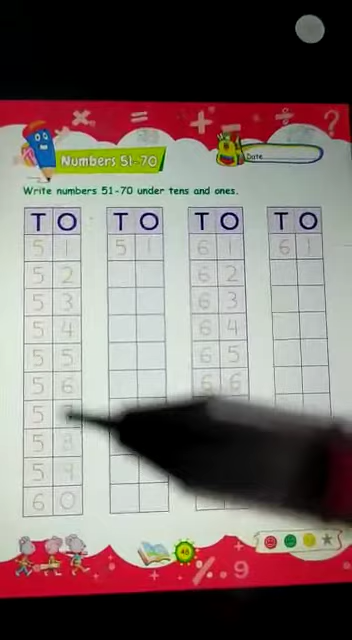 Numbers 51-70
Date
Write numbers 51-70 under tens and ones.
T O T O T O T O
5 1 5 1 6 1 6 1
5 2 6 2
5 3 6 3
5 4 6 4
5 5 6 5
5 6 6 6
5
5 8
5 9
6 0
48